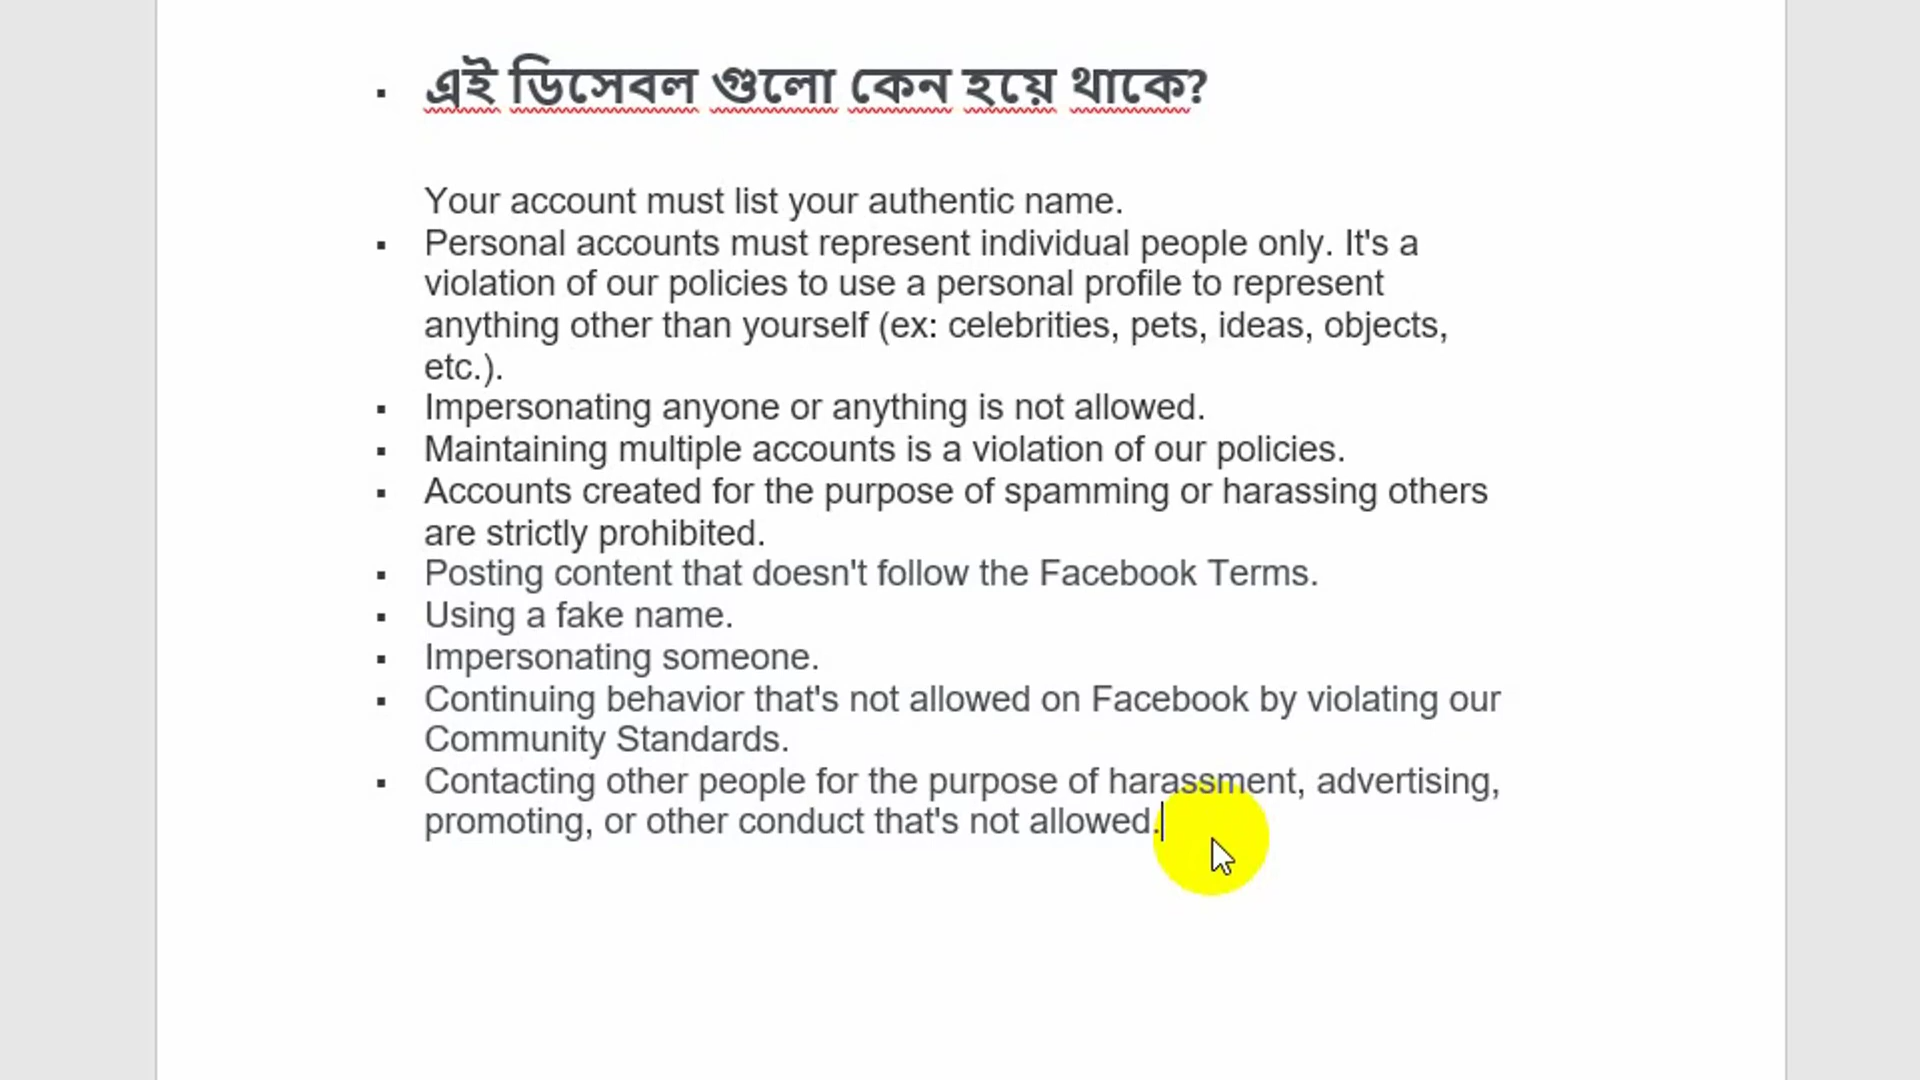 ▪ এই ডিসেবল গুলো কেন হয়ে থাকে?
Your account must list your authentic name.
▪ Personal accounts must represent individual people only. It's a
violation of our policies to use a personal profile to represent
anything other than yourself (ex: celebrities, pets, ideas, objects,
etc.).
▪ Impersonating anyone or anything is not allowed.
▪ Maintaining multiple accounts is a violation of our policies.
▪ Accounts created for the purpose of spamming or harassing others
are strictly prohibited.
▪ Posting content that doesn't follow the Facebook Terms.
▪ Using a fake name.
▪ Impersonating someone.
▪ Continuing behavior that's not allowed on Facebook by violating our
Community Standards.
▪ Contacting other people for the purpose of harassment, advertising,
promoting, or other conduct that's not allowed.